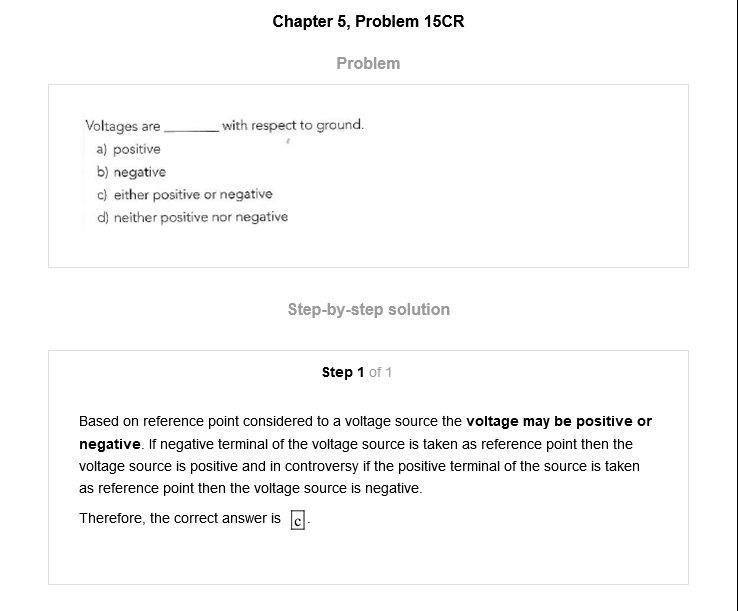 Chapter 5, Problem 15CR
Problem
Voltages are _______ with respect to ground.
a) positive
b) negative
c) either positive or negative
d) neither positive nor negative
Step-by-step solution
Step 1 of 1
Based on reference point considered to a voltage source the voltage may be positive or
negative. If negative terminal of the voltage source is taken as reference point then the
voltage source is positive and in controversy if the positive terminal of the source is taken
as reference point then the voltage source is negative.
Therefore, the correct answer is c.